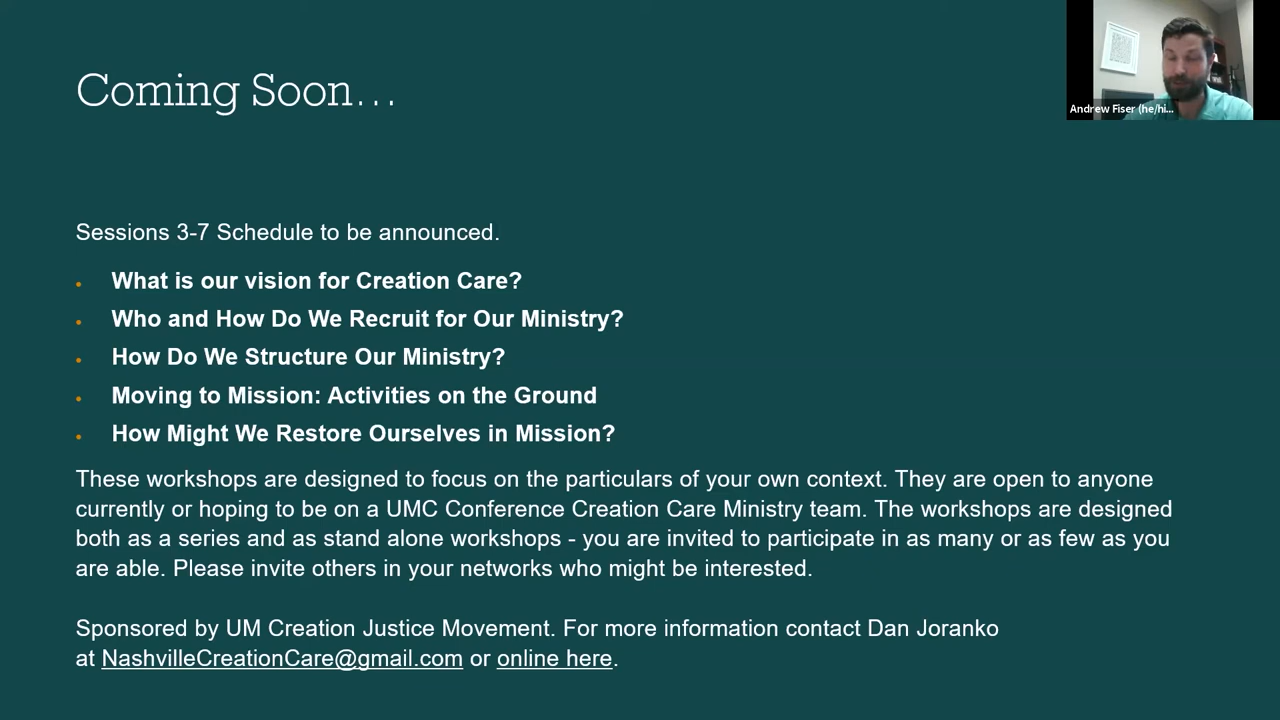 Coming Soon...
Andrew Fiser (he/hi...
Sessions 3-7 Schedule to be announced.
• What is our vision for Creation Care?
• Who and How Do We Recruit for Our Ministry?
• How Do We Structure Our Ministry?
• Moving to Mission: Activities on the Ground
• How Might We Restore Ourselves in Mission?
These workshops are designed to focus on the particulars of your own context. They are open to anyone
currently or hoping to be on a UMC Conference Creation Care Ministry team. The workshops are designed
both as a series and as stand alone workshops - you are invited to participate in as many or as few as you
are able. Please invite others in your networks who might be interested.
Sponsored by UM Creation Justice Movement. For more information contact Dan Joranko
at NashvilleCreationCare@gmail.com or online here.